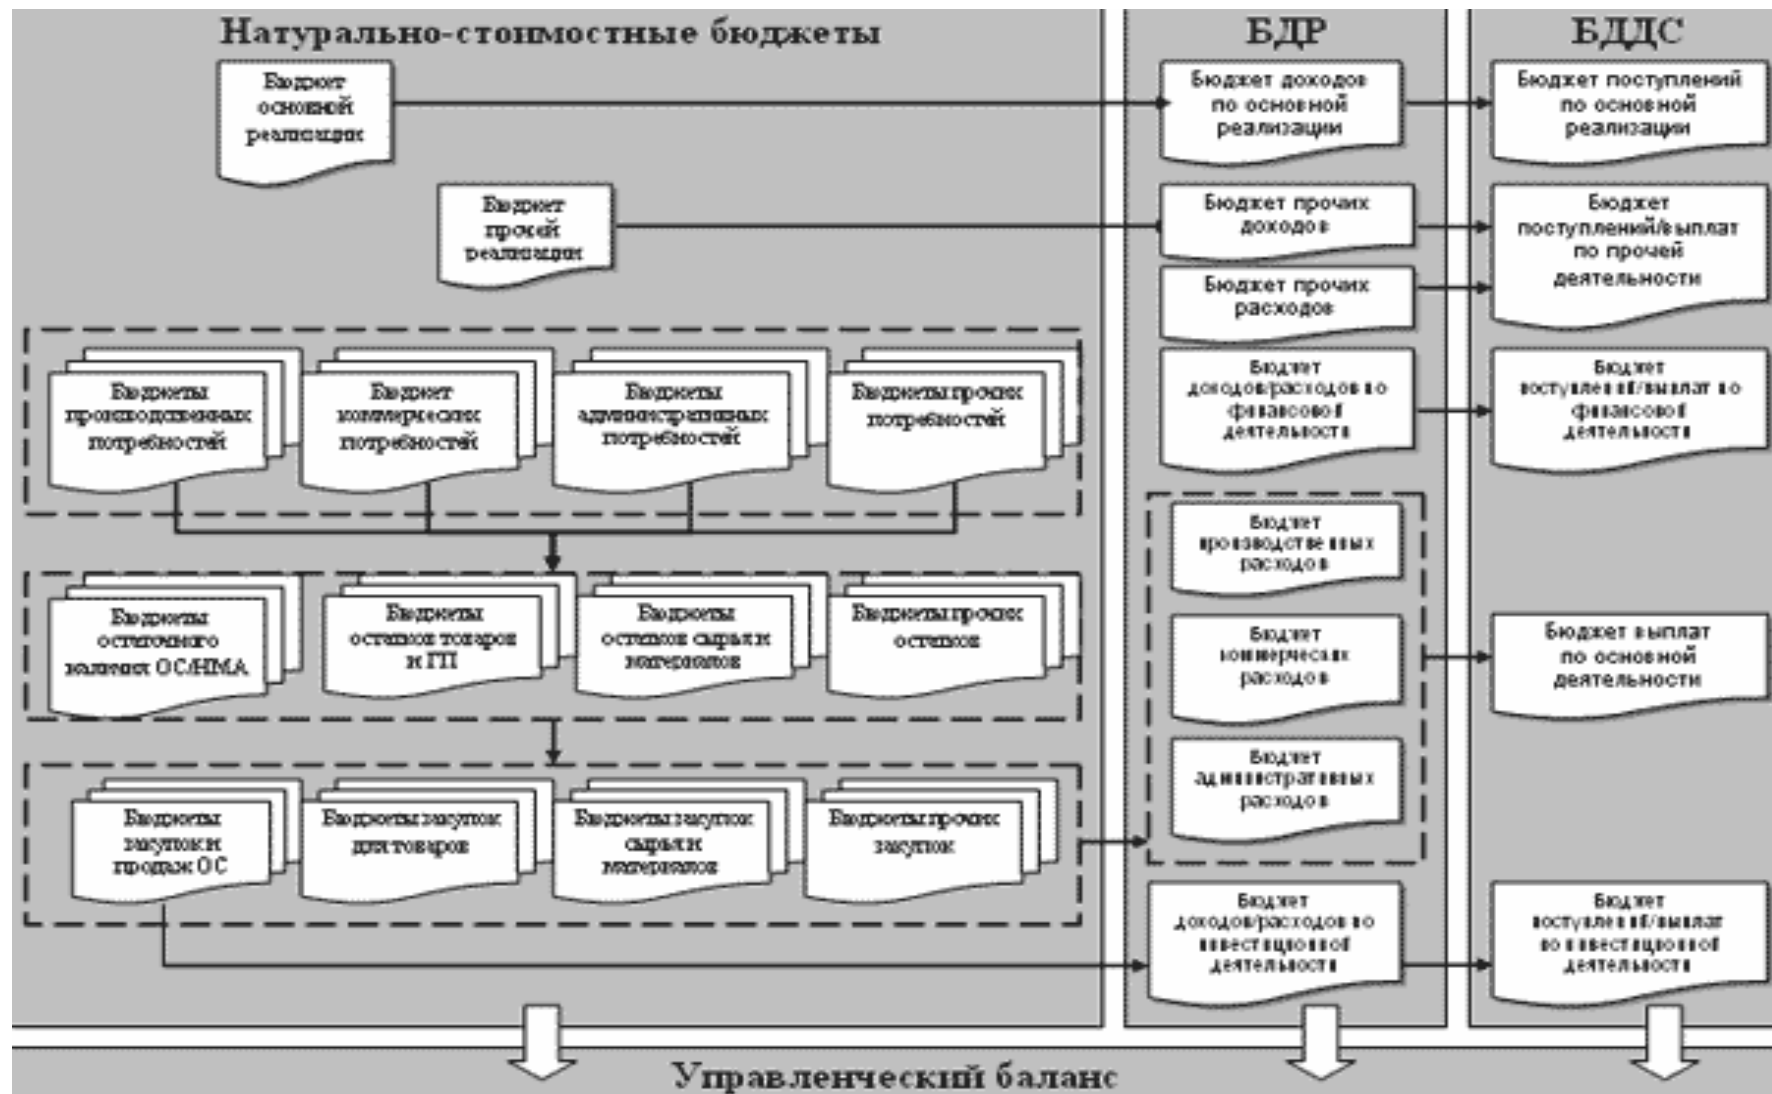 Натурально-стоимостные бюджеты
БДР
БДДС
Бюджет
основной
реализации
Бюджет доходов
по основной
реализации
Бюджет поступлений
по основной
реализации
Бюджет
прочей
реализации
Бюджет прочих
доходов
Бюджет
поступлений/выплат
по прочей
деятельности
Бюджет прочих
расходов
Бюджеты
производственных
потребностей
Бюджет
коммерческих
потребностей
Бюджеты
административных
потребностей
Бюджеты прочих
потребностей
Бюджет
доходов/расходов по
финансовой
деятельности
Бюджет
поступлений/выплат по
финансовой
деятельности
Бюджет
производственных
расходов
Бюджет
коммерческих
расходов
Бюджет
административных
расходов
Бюджет выплат
по основной
деятельности
Бюджеты
остаточного
наличия ОС/НМА
Бюджеты
остатков товаров
и ГП
Бюджеты
остатков сырья и
материалов
Бюджеты прочих
остатков
Бюджеты
закупок и
продаж ОС
Бюджеты закупок
для товаров
Бюджеты закупок
сырья и
материалов
Бюджеты прочих
закупок
Бюджет
доходов/расходов по
инвестиционной
деятельности
Бюджет
поступлений/выплат
по инвестиционной
деятельности
Управленческий баланс